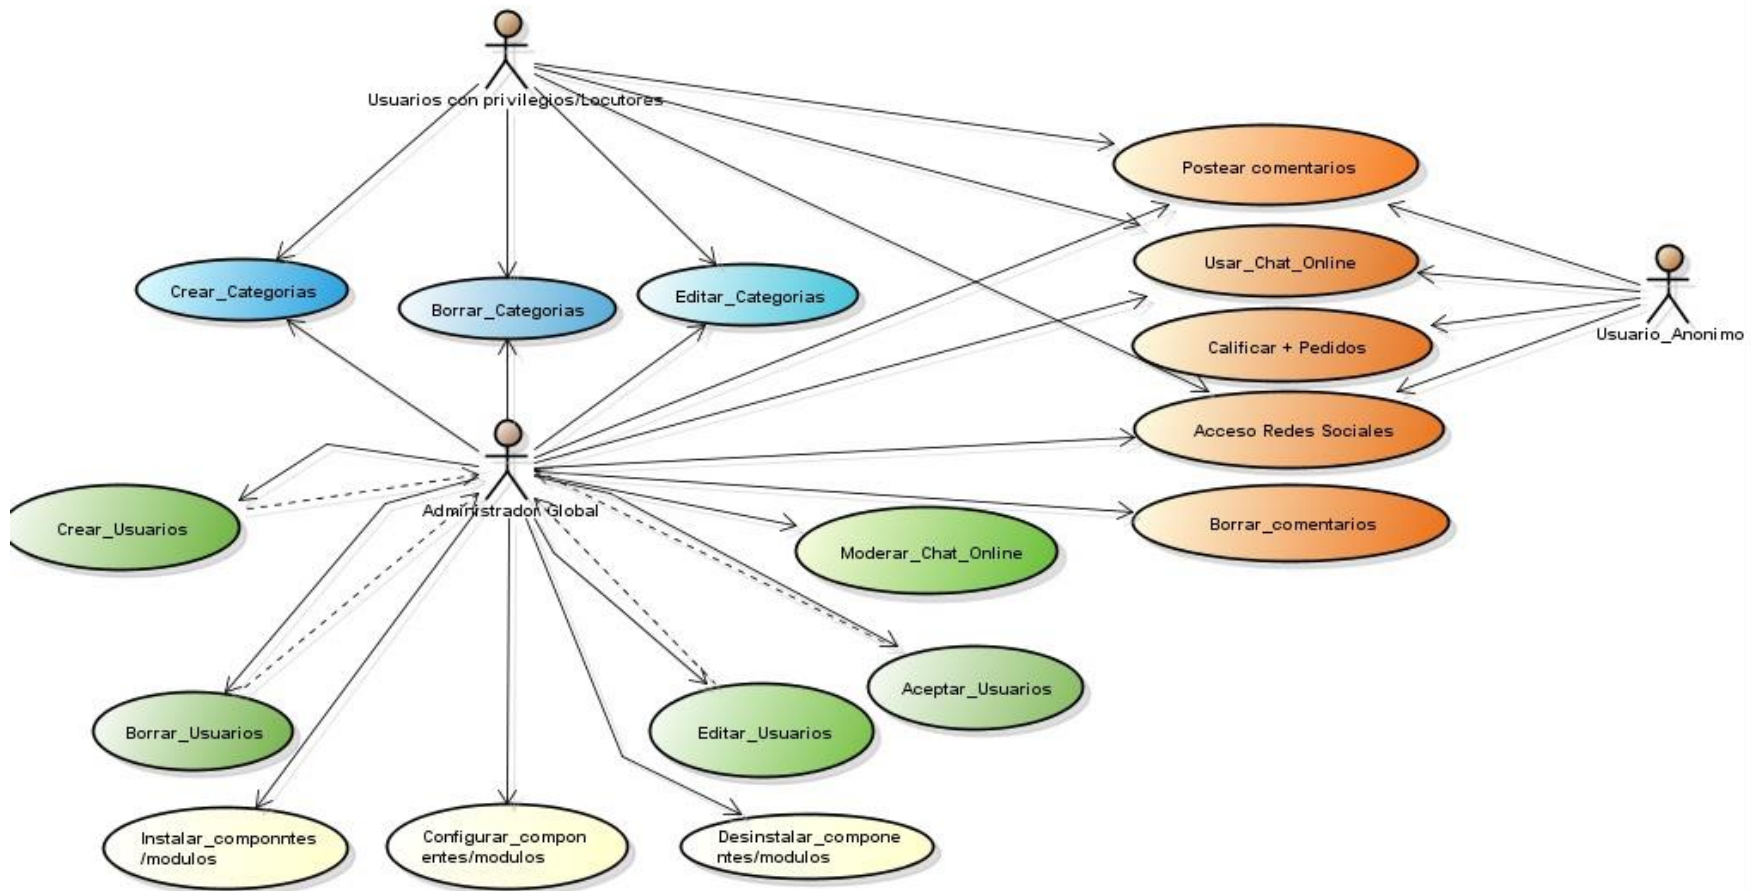 Usuarios con privilegios/Locutores
Postear comentarios
Usar_Chat_Online
Crear_Categorias
Borrar_Categorias
Editar_Categorias
Calificar + Pedidos
Usuario_Anonimo
Acceso Redes Sociales
Administrador Global
Crear_Usuarios
Moderar_Chat_Online
Borrar_comentarios
Aceptar_Usuarios
Borrar_Usuarios
Editar_Usuarios
Instalar_componntes
/modulos
Configurar_compon
entes/modulos
Desinstalar_compone
ntes/modulos